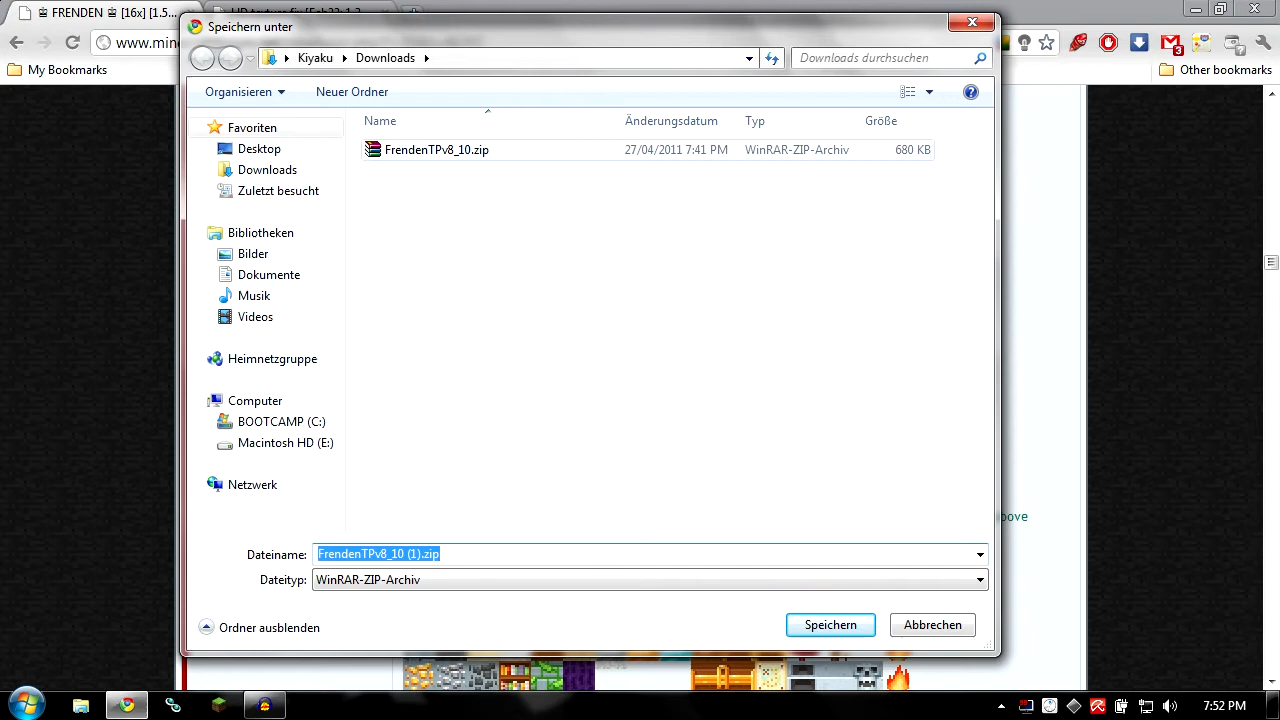 FRENDEN [16x] [1.5...
Speichern unter
www.mine
Kiyaku
Downloads
Downloads durchsuchen
3
My Bookmarks
Other bookmarks
Organisieren
Neuer Ordner
Name
Änderungsdatum
Typ
Größe
FrendenTPv8_10.zip
27/04/2011 7:41 PM
WinRAR-ZIP-Archiv
680 KB
Favoriten
Desktop
Downloads
Zuletzt besucht
Bibliotheken
Bilder
Dokumente
Musik
Videos
Heimnetzgruppe
Computer
BOOTCAMP (C:)
Macintosh HD (E:)
Netzwerk
bove
Dateiname:
FrendenTPv8_10 (1).zip
Dateityp:
WinRAR-ZIP-Archiv
Ordner ausblenden
Speichern
Abbrechen
7:52 PM